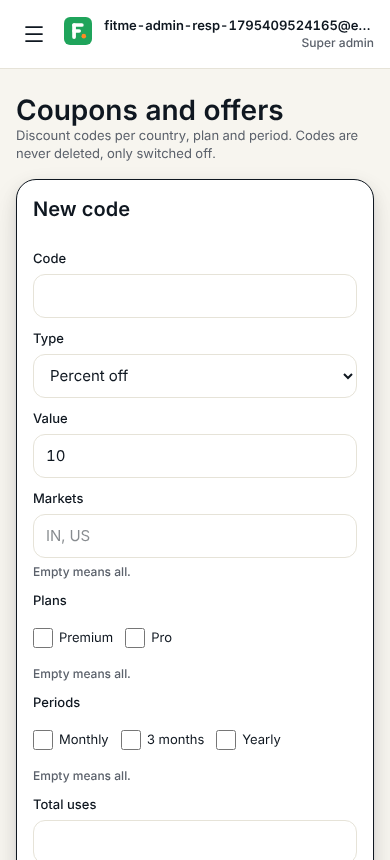 F.
fitme-admin-resp-1795409524165@e...
Super admin
Coupons and offers
Discount codes per country, plan and period. Codes are
never deleted, only switched off.
New code
Code
Type
Percent off
Value
10
Markets
IN, US
Empty means all.
Plans
Premium Pro
Empty means all.
Periods
Monthly 3 months Yearly
Empty means all.
Total uses